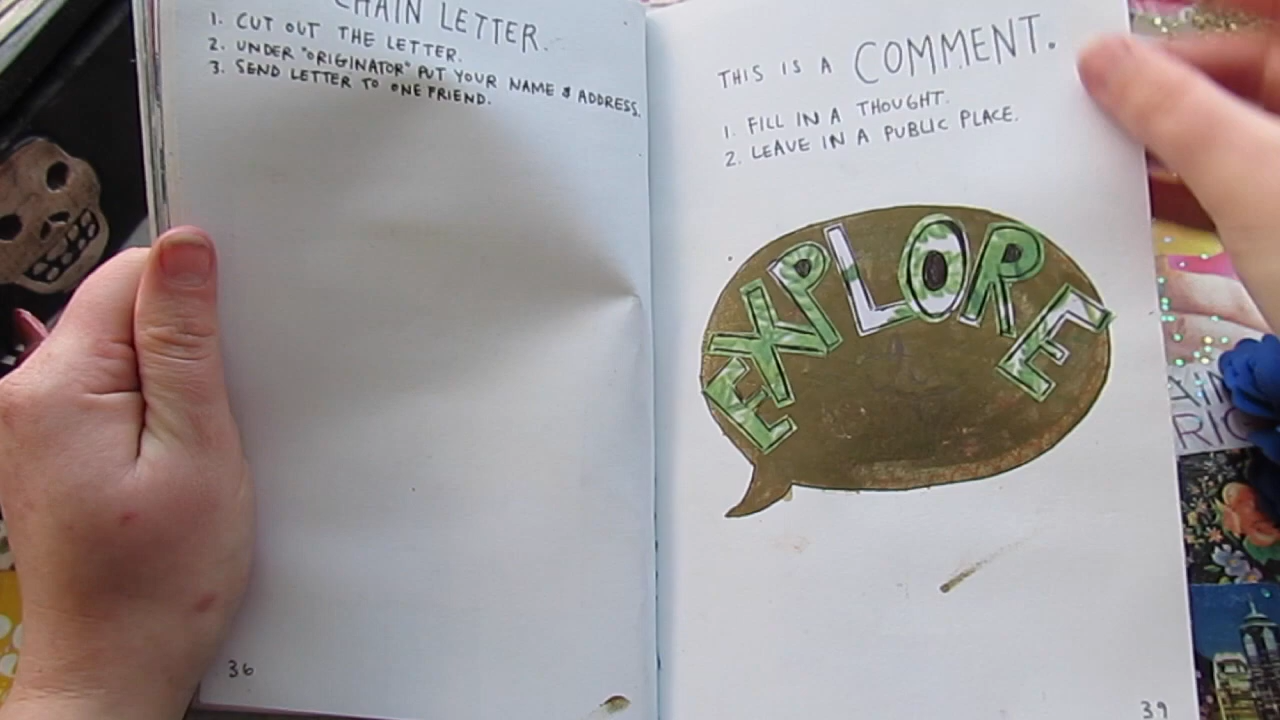 CHAIN LETTER.
1. CUT OUT THE LETTER.
2. UNDER "ORIGINATOR" PUT YOUR NAME & ADDRESS.
3. SEND LETTER TO ONE FRIEND.
36
THIS IS A COMMENT.
1. FILL IN A THOUGHT.
2. LEAVE IN A PUBLIC PLACE.
EXPLORE
39